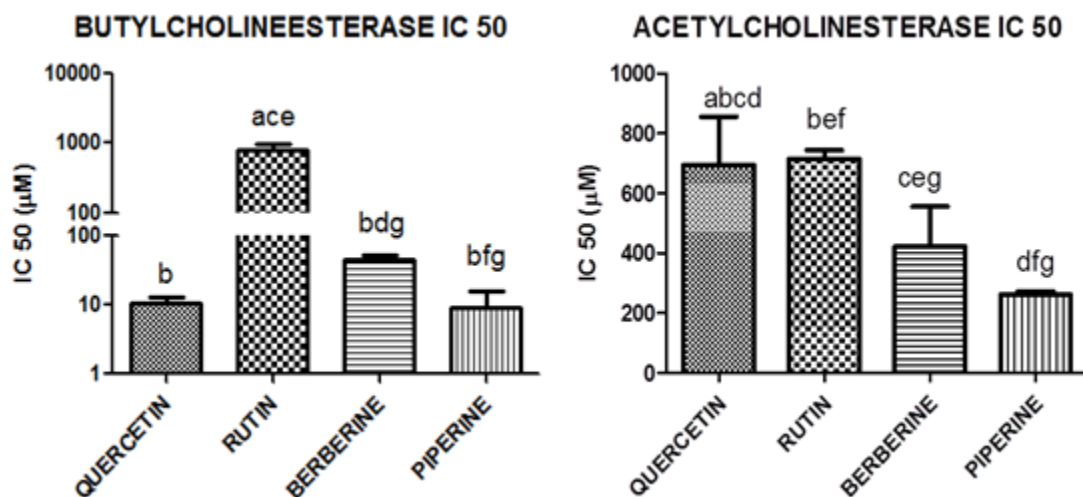 BUTYLCHOLINEESTERASE IC 50
IC 50 (µM)
10000
1000
100
100
10
1
b
ace
bdg
bfg
QUERCETIN
RUTIN
BERBERINE
PIPERINE
ACETYLCHOLINESTERASE IC 50
IC 50 (µM)
1000
800
600
400
200
0
abcd
bef
ceg
dfg
QUERCETIN
RUTIN
BERBERINE
PIPERINE